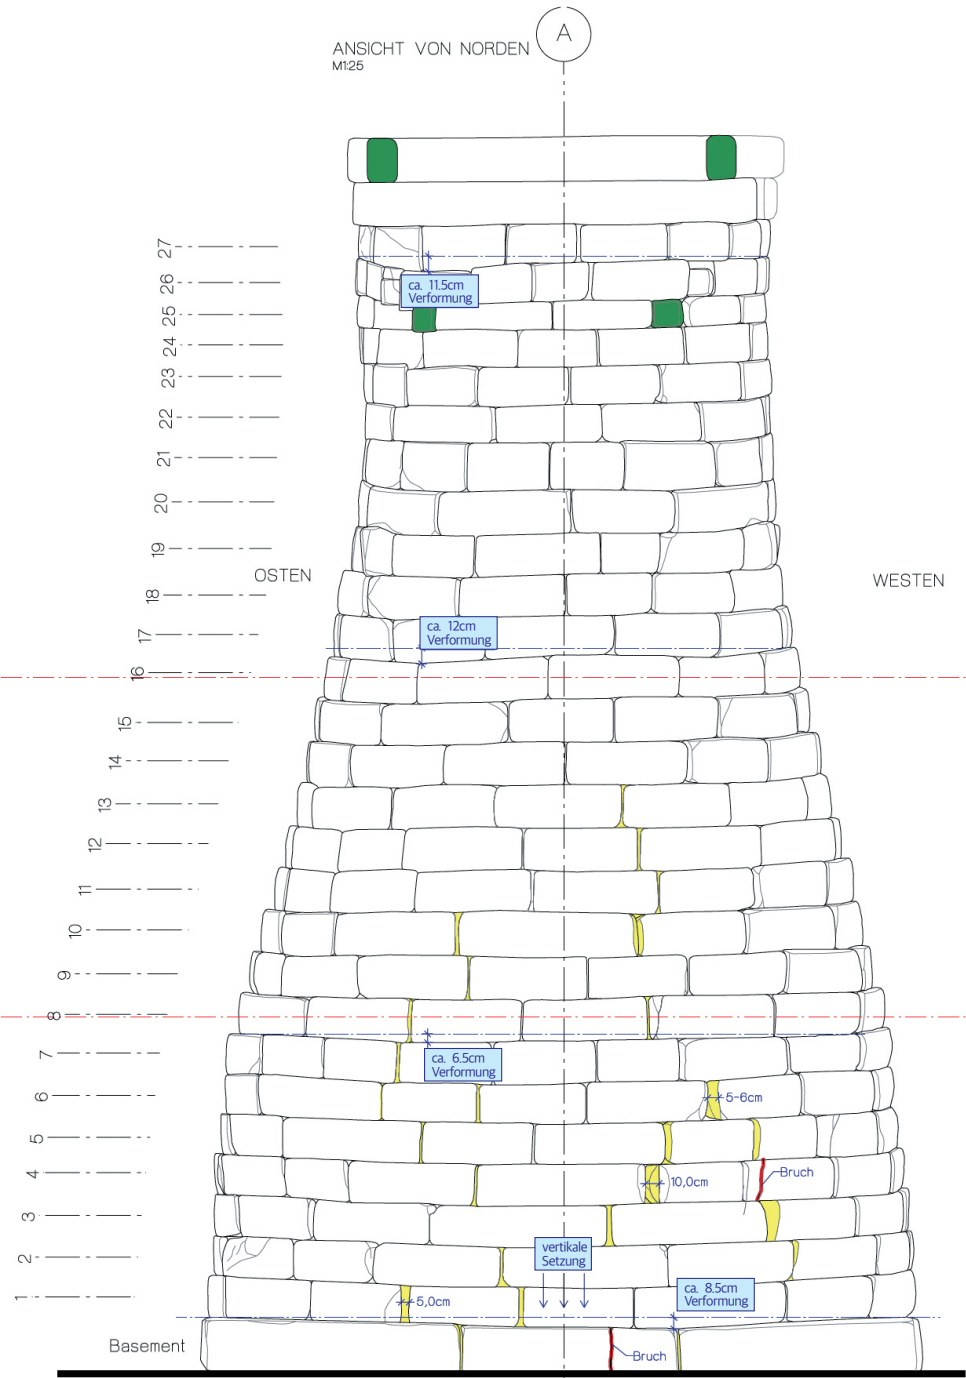 ANSICHT VON NORDEN
M1:25
A
27
26
ca. 11.5cm
Verformung
25
24
23
22
21
20
19
OSTEN
WESTEN
18
17
ca. 12cm
Verformung
16
15
14
13
12
11
10
9
8
7
ca. 6.5cm
Verformung
6
5-6cm
5
4
Bruch
10,0cm
3
2
vertikale
Setzung
1
5,0cm
ca. 8.5cm
Verformung
Basement
Bruch